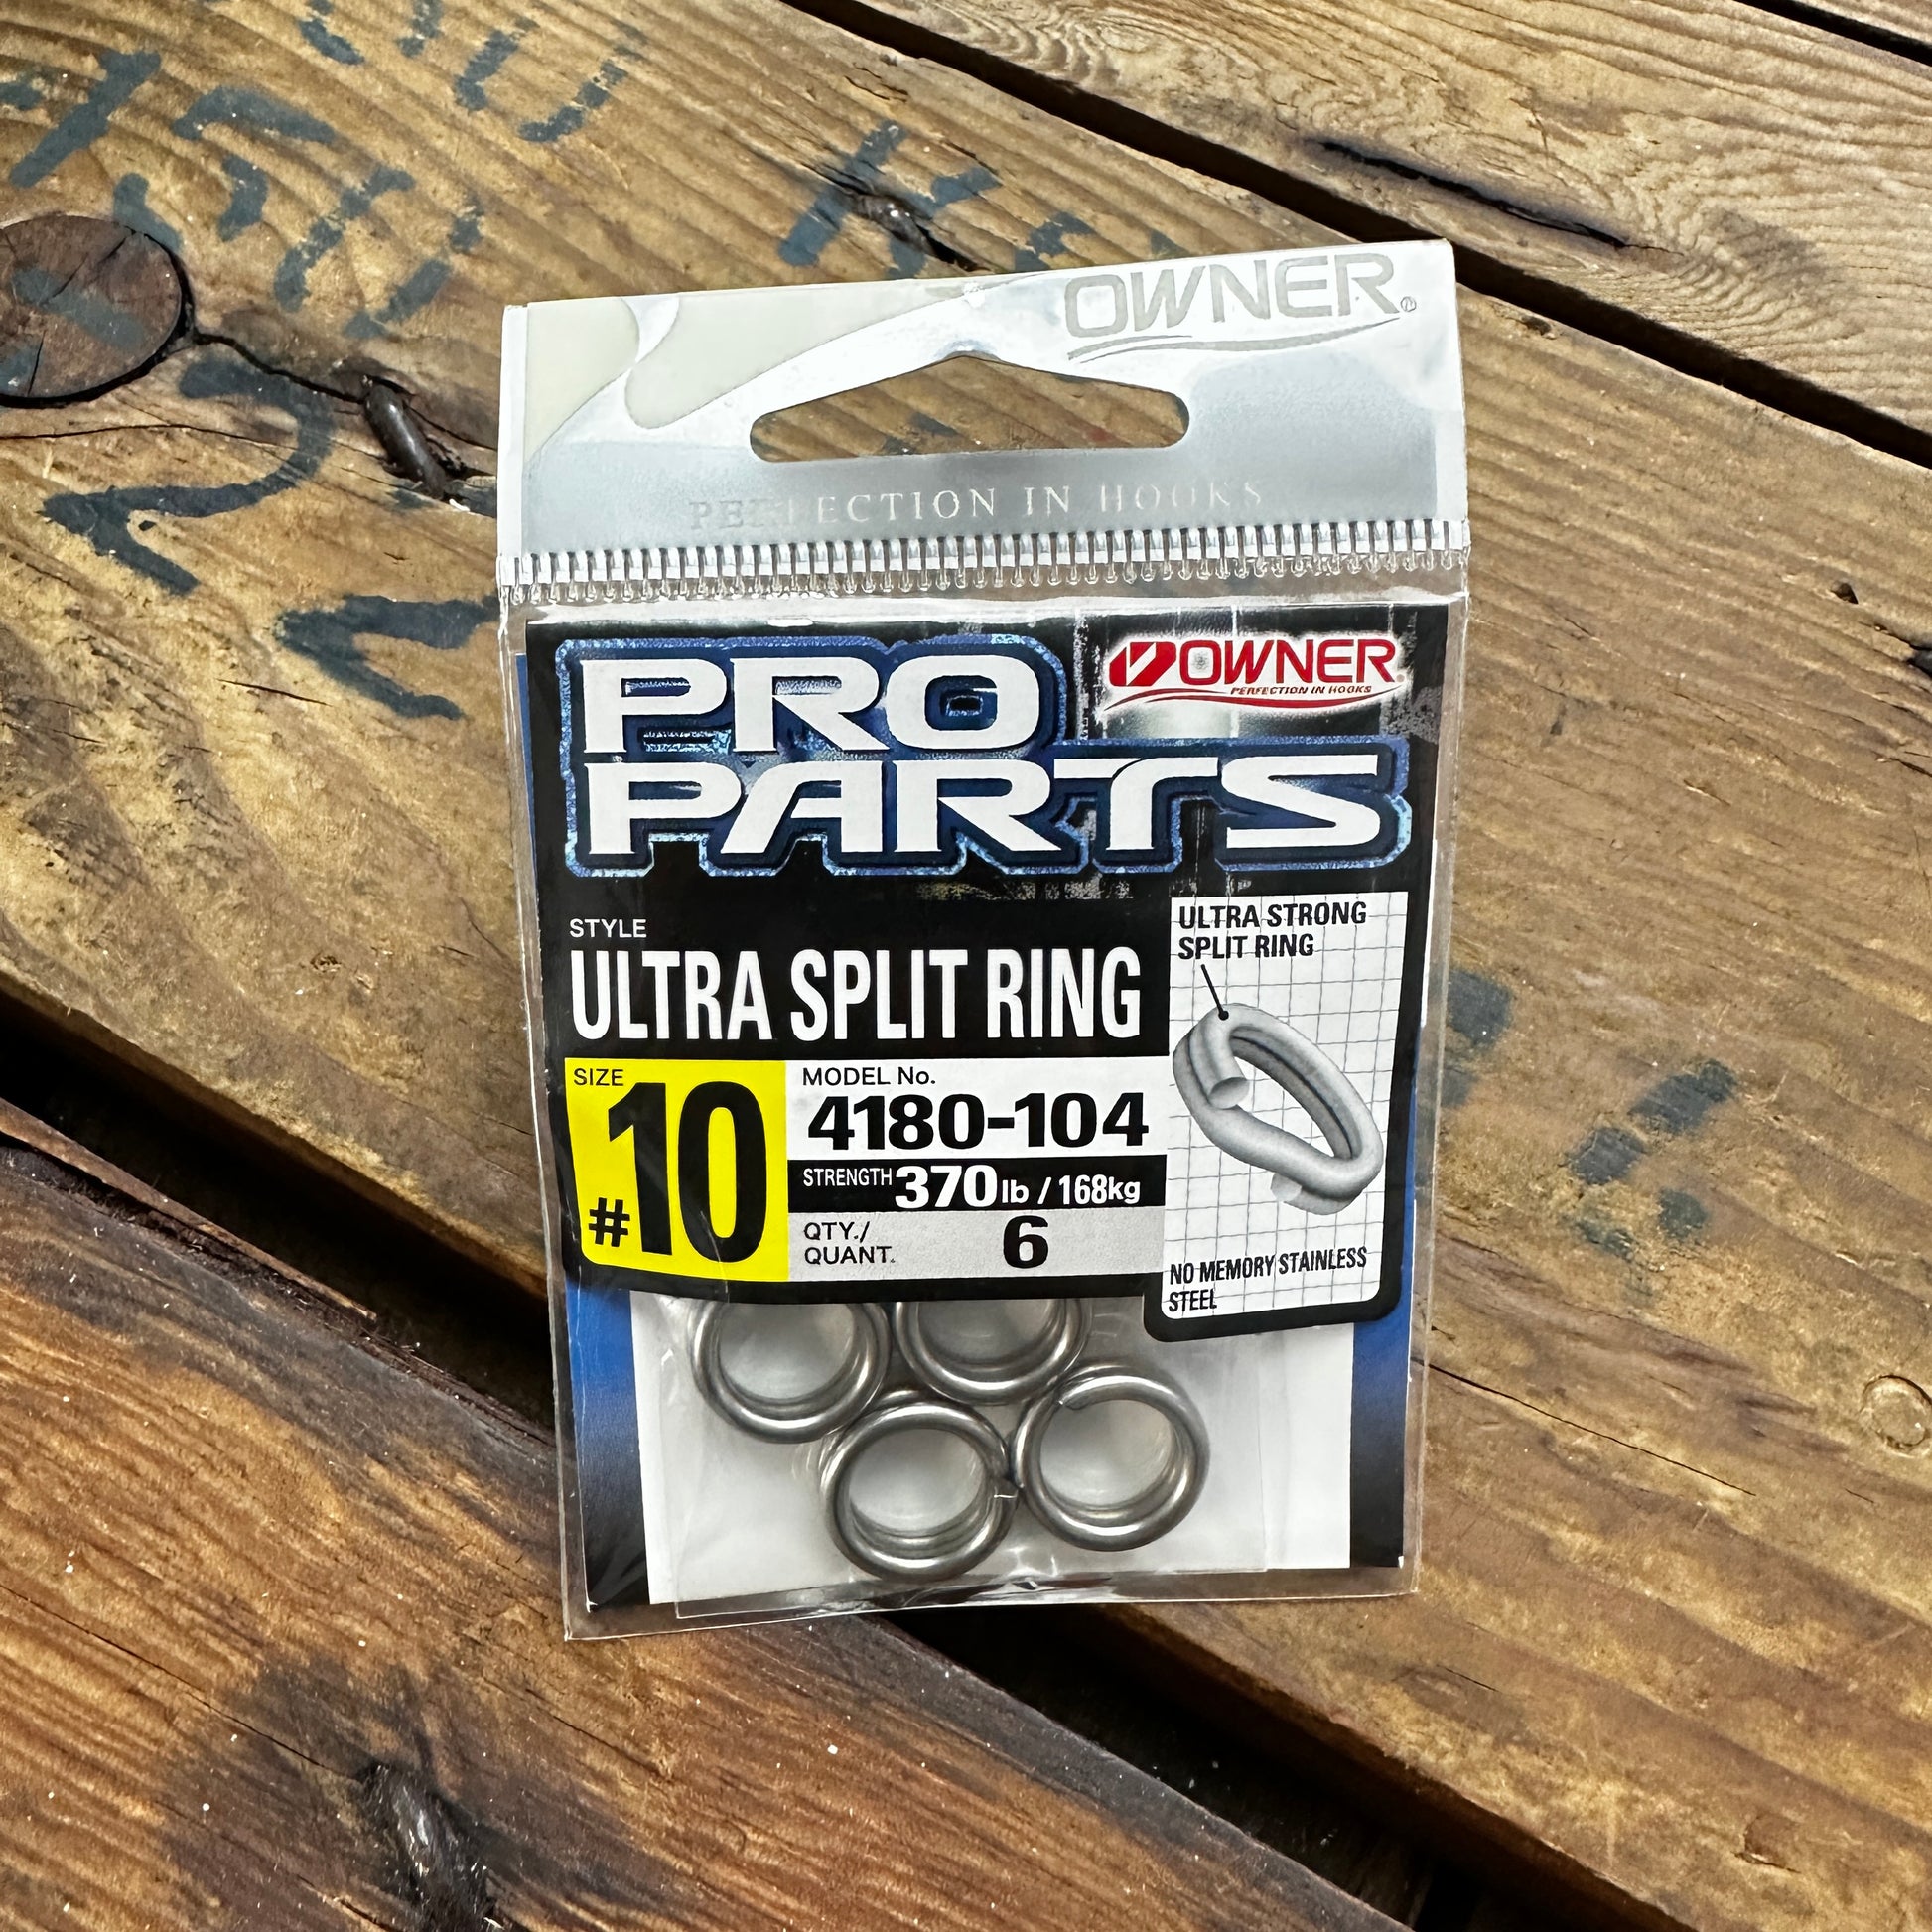 OWNER®
PERFECTION IN HOOKS
PRO
PARTS
OWNER
PERFECTION IN HOOKS
STYLE
ULTRA SPLIT RING
ULTRA STRONG
SPLIT RING
SIZE
#10
MODEL No.
4180-104
STRENGTH 370lb / 168kg
QTY./
QUANT.
6
NO MEMORY STAINLESS
STEEL